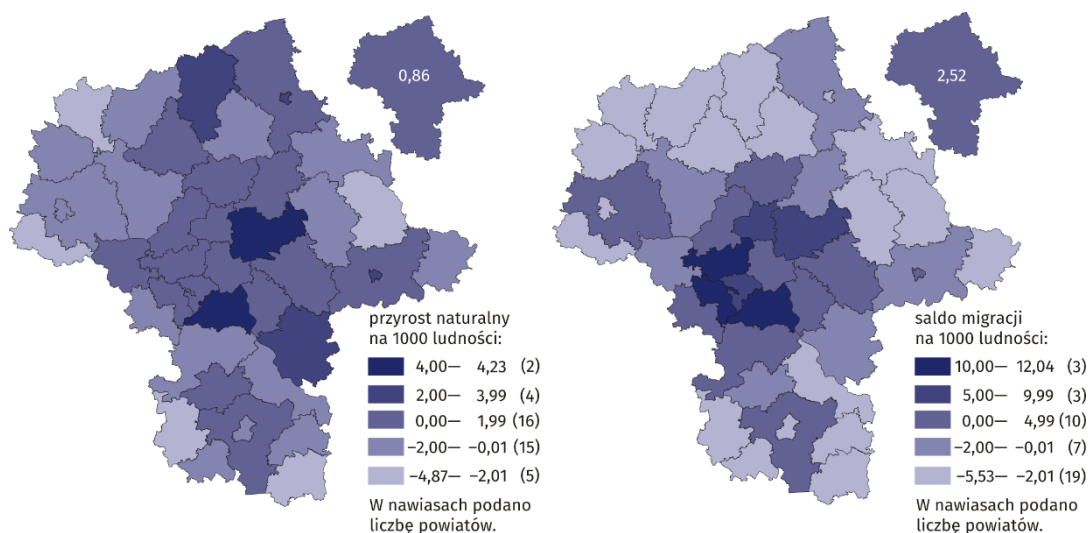 0,86
przyrost naturalny
na 1000 ludności:
4,00— 4,23 (2)
2,00— 3,99 (4)
0,00— 1,99 (16)
−2,00— −0,01 (15)
−4,87— −2,01 (5)
W nawiasach podano
liczbę powiatów.
2,52
saldo migracji
na 1000 ludności:
10,00— 12,04 (3)
5,00— 9,99 (3)
0,00— 4,99 (10)
−2,00— −0,01 (7)
−5,53— −2,01 (19)
W nawiasach podano
liczbę powiatów.